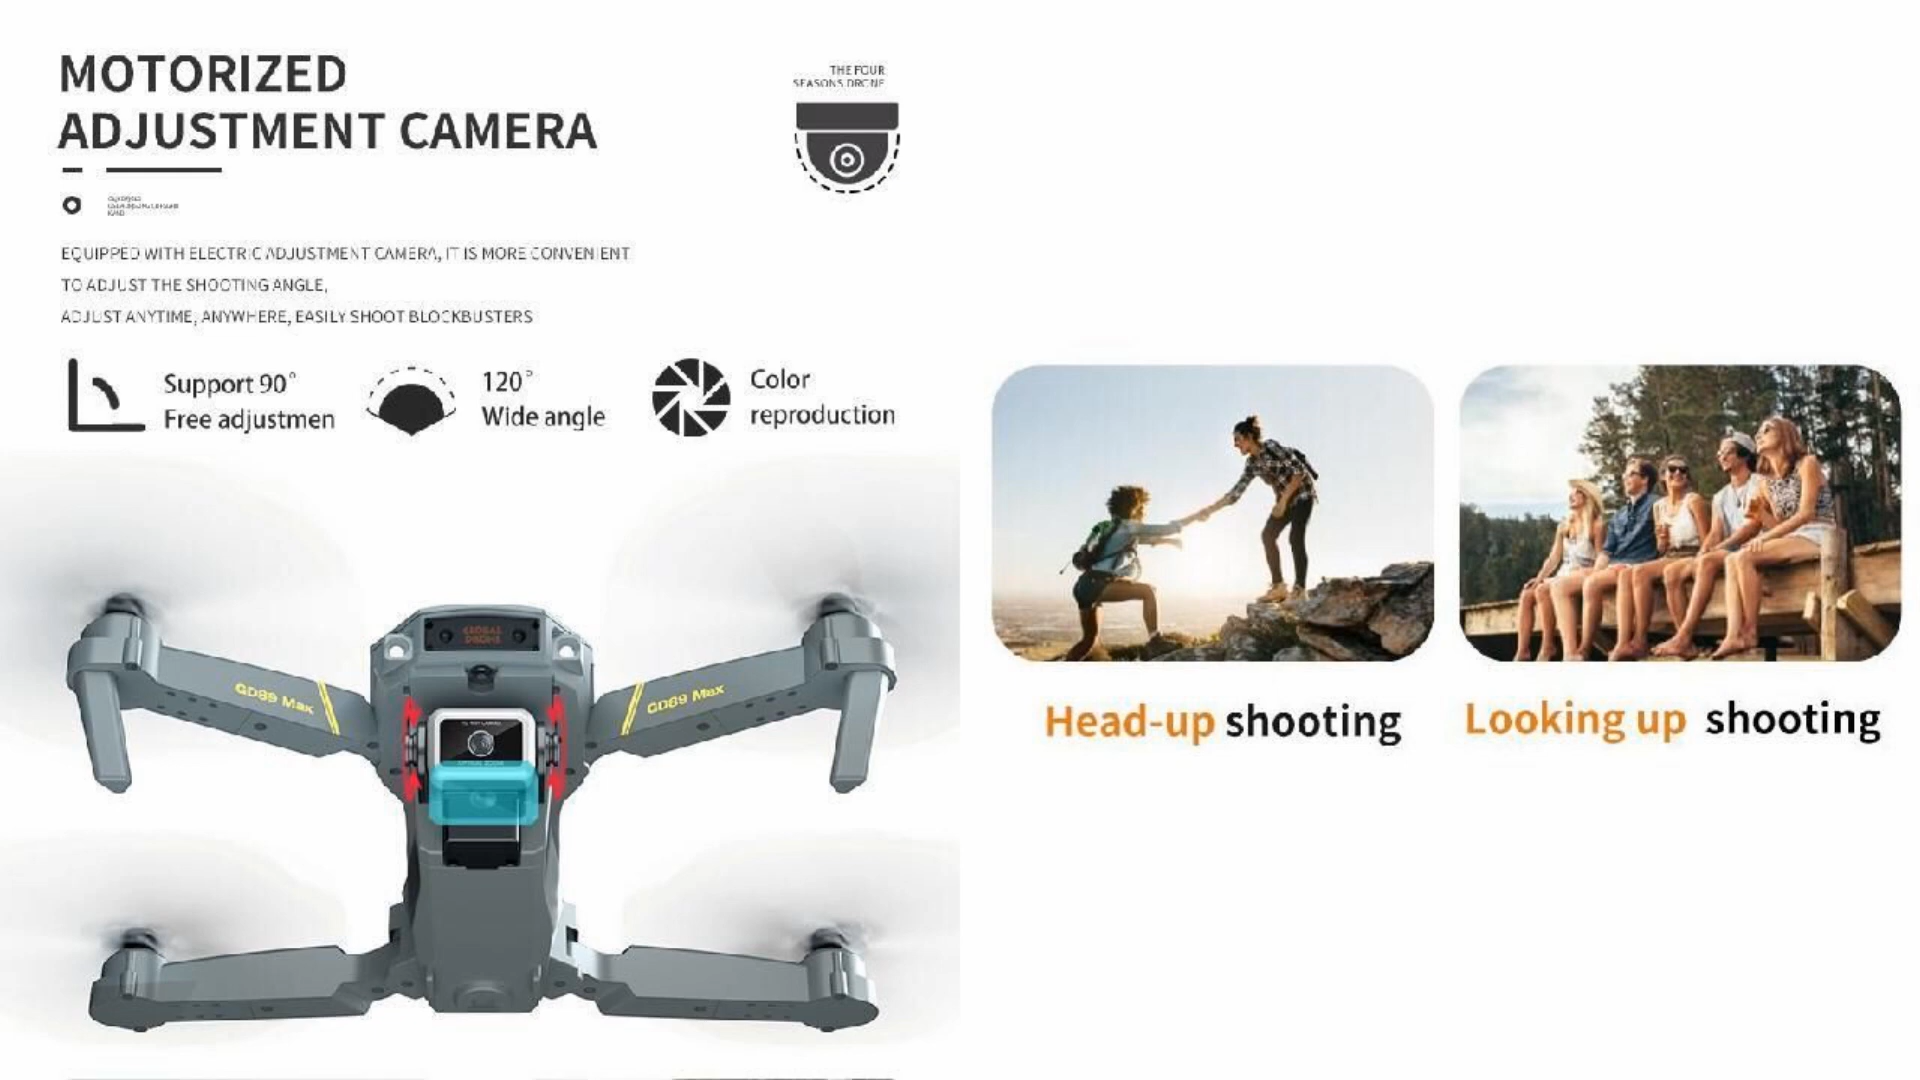 MOTORIZED
ADJUSTMENT CAMERA
THE FOUR
SEASONS DRONE
EQUIPPED WITH ELECTRIC ADJUSTMENT CAMERA, IT IS MORE CONVENIENT
TO ADJUST THE SHOOTING ANGLE,
ADJUST ANYTIME, ANYWHERE, EASILY SHOOT BLOCKBUSTERS
Support 90°
Free adjustmen
120°
Wide angle
Color
reproduction
GLOBAL
DRONE
GD89 Max
GD89 Max
Head-up shooting
Looking up shooting